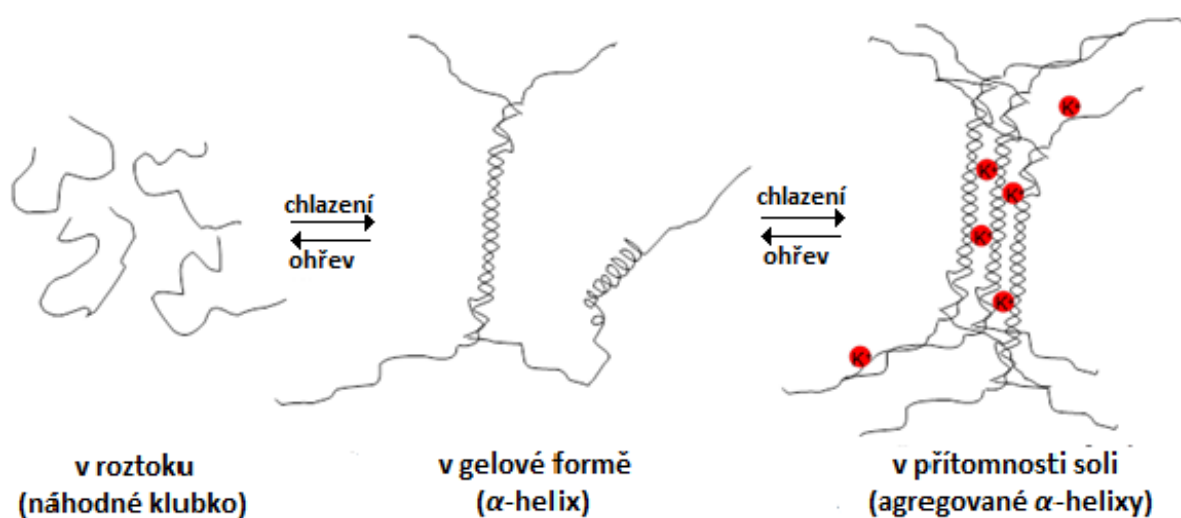 chlazení
ohřev
chlazení
ohřev
K+
K+
K+
K+
K+
K+
v roztoku
(náhodné klubko)
v gelové formě
(α-helix)
v přítomnosti soli
(agregované α-helixy)